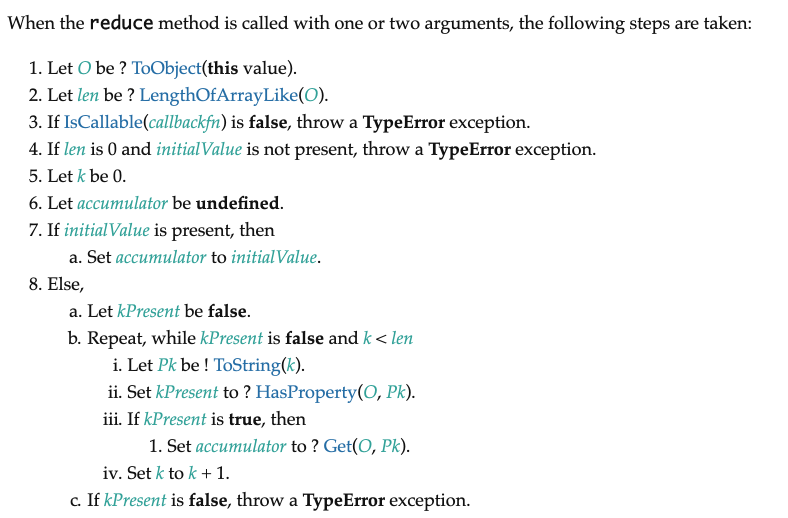 When the reduce method is called with one or two arguments, the following steps are taken:
1. Let O be ? ToObject(this value).
2. Let len be ? LengthOfArrayLike(O).
3. If IsCallable(callbackfn) is false, throw a TypeError exception.
4. If len is 0 and initialValue is not present, throw a TypeError exception.
5. Let k be 0.
6. Let accumulator be undefined.
7. If initialValue is present, then
a. Set accumulator to initialValue.
8. Else,
a. Let kPresent be false.
b. Repeat, while kPresent is false and k < len
i. Let Pk be ! ToString(k).
ii. Set kPresent to ? HasProperty(O, Pk).
iii. If kPresent is true, then
1. Set accumulator to ? Get(O, Pk).
iv. Set k to k + 1.
c. If kPresent is false, throw a TypeError exception.